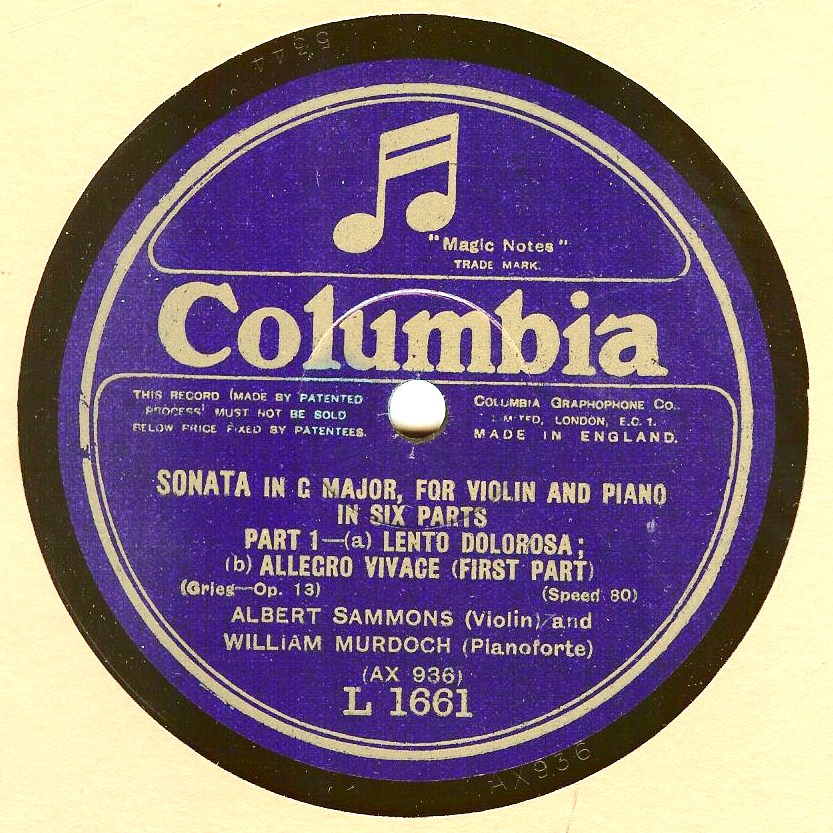 5344
"Magic Notes"
TRADE MARK.
Columbia
THIS RECORD (MADE BY PATENTED
PROCESS) MUST NOT BE SOLD
BELOW PRICE FIXED BY PATENTEES.
COLUMBIA GRAPHOPHONE CO.
LIMITED, LONDON, E.C.1.
MADE IN ENGLAND.
SONATA IN G MAJOR, FOR VIOLIN AND PIANO
IN SIX PARTS
PART 1—(a) LENTO DOLOROSA;
(b) ALLEGRO VIVACE (FIRST PART)
(Grieg—Op. 13) (Speed 80)
ALBERT SAMMONS (Violin) and
WILLIAM MURDOCH (Pianoforte)
(AX 936)
L 1661
AX936